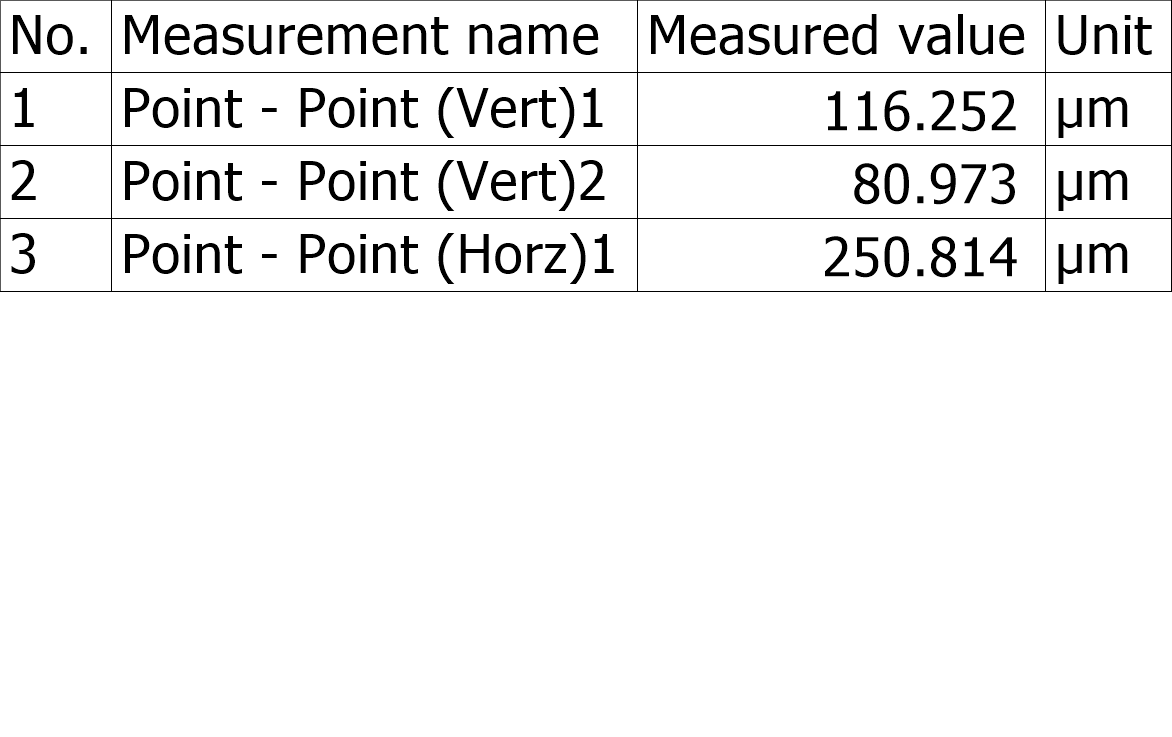 No. Measurement name Measured value Unit
1 Point - Point (Vert)1 116.252 µm
2 Point - Point (Vert)2 80.973 µm
3 Point - Point (Horz)1 250.814 µm